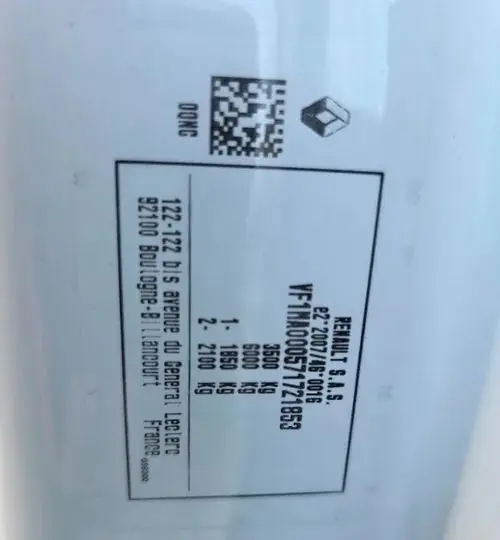 DQNC
RENAULT S.A.S.
e2*2007/46*0016
VF1MA000571721853
3500 Kg
6000 Kg
1- 1850 Kg
2- 2100 Kg
122-122 bis avenue du General Leclerc
92100 Boulogne-Billancourt France